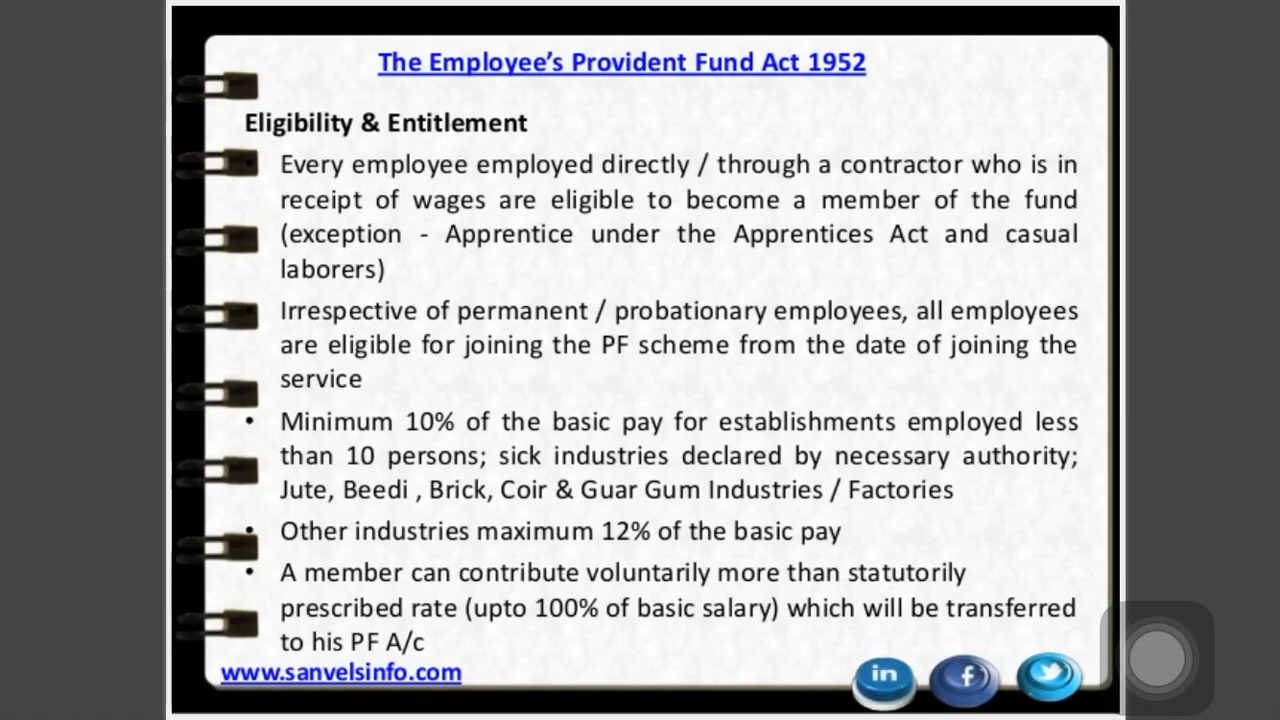 The Employee's Provident Fund Act 1952
Eligibility & Entitlement
Every employee employed directly / through a contractor who is in
receipt of wages are eligible to become a member of the fund
(exception - Apprentice under the Apprentices Act and casual
laborers)
Irrespective of permanent / probationary employees, all employees
are eligible for joining the PF scheme from the date of joining the
service
• Minimum 10% of the basic pay for establishments employed less
than 10 persons; sick industries declared by necessary authority;
Jute, Beedi , Brick, Coir & Guar Gum Industries / Factories
• Other industries maximum 12% of the basic pay
• A member can contribute voluntarily more than statutorily
prescribed rate (upto 100% of basic salary) which will be transferred
to his PF A/c
www.sanvelsinfo.com
in f